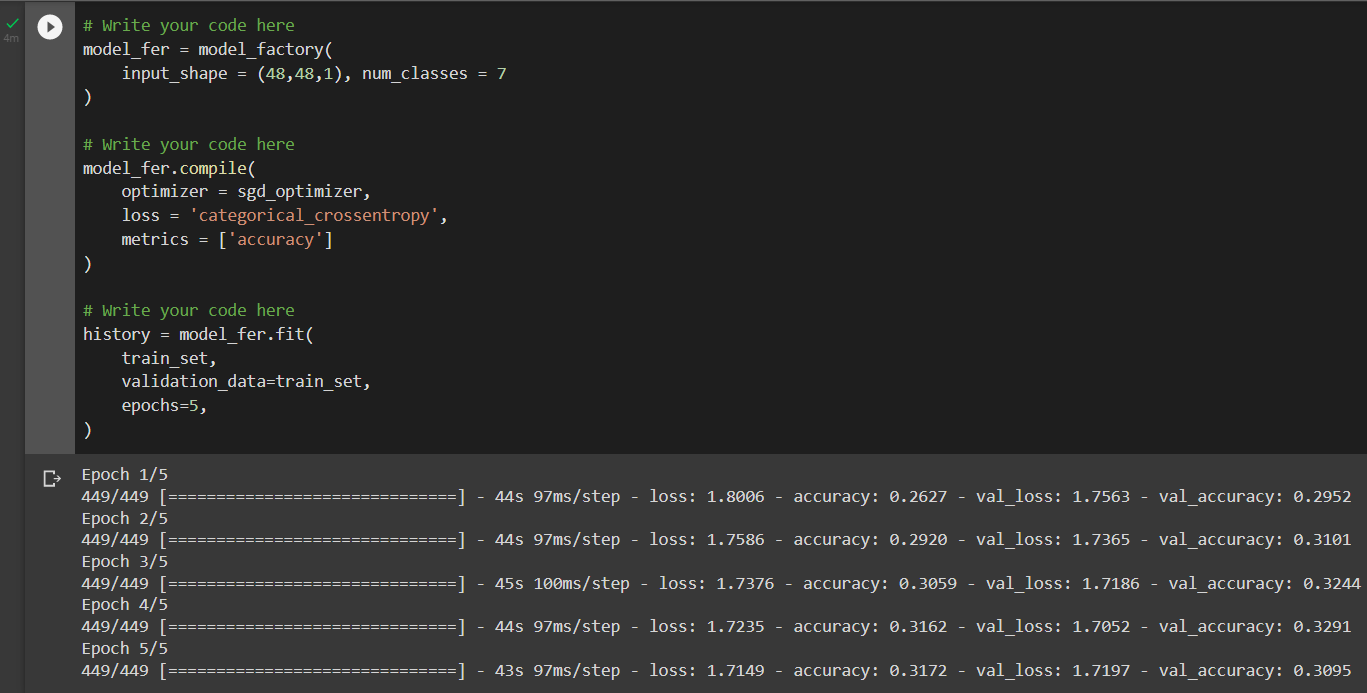 # Write your code here
model_fer = model_factory(
    input_shape = (48,48,1), num_classes = 7
)
# Write your code here
model_fer.compile(
    optimizer = sgd_optimizer,
    loss = 'categorical_crossentropy',
    metrics = ['accuracy']
)
# Write your code here
history = model_fer.fit(
    train_set,
    validation_data=train_set,
    epochs=5,
)
4m
Epoch 1/5
449/449 [==============================] - 44s 97ms/step - loss: 1.8006 - accuracy: 0.2627 - val_loss: 1.7563 - val_accuracy: 0.2952
Epoch 2/5
449/449 [==============================] - 44s 97ms/step - loss: 1.7586 - accuracy: 0.2920 - val_loss: 1.7365 - val_accuracy: 0.3101
Epoch 3/5
449/449 [==============================] - 45s 100ms/step - loss: 1.7376 - accuracy: 0.3059 - val_loss: 1.7186 - val_accuracy: 0.3244
Epoch 4/5
449/449 [==============================] - 44s 97ms/step - loss: 1.7235 - accuracy: 0.3162 - val_loss: 1.7052 - val_accuracy: 0.3291
Epoch 5/5
449/449 [==============================] - 43s 97ms/step - loss: 1.7149 - accuracy: 0.3172 - val_loss: 1.7197 - val_accuracy: 0.3095